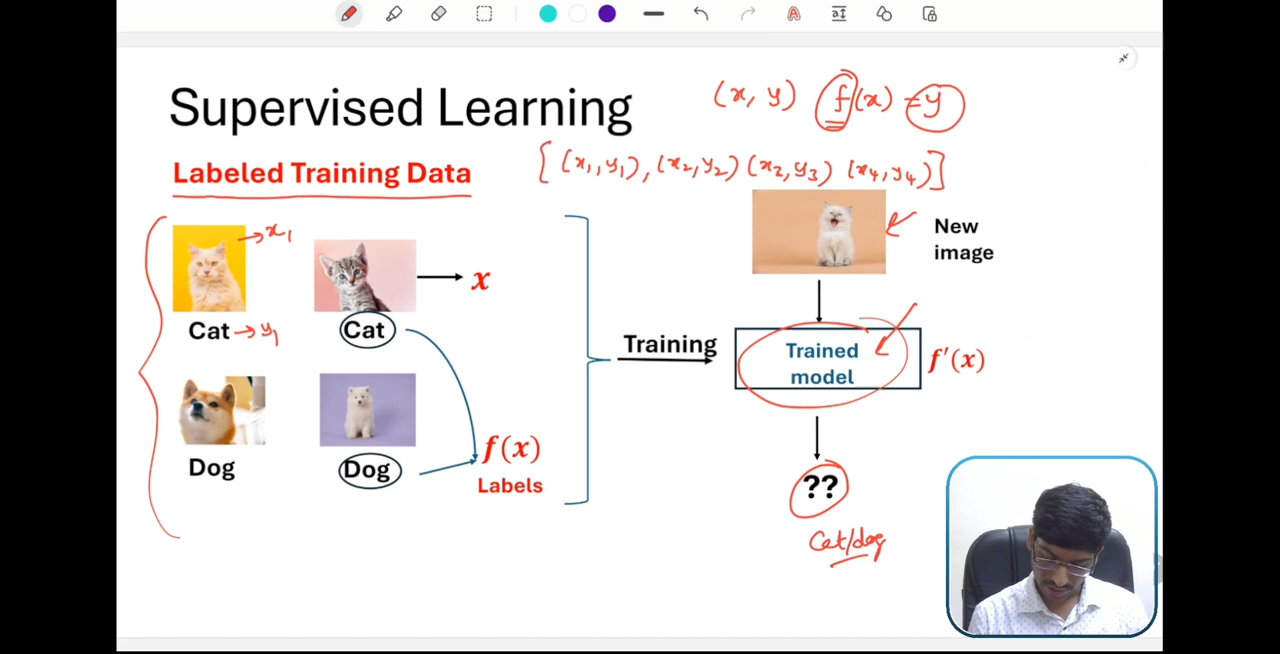 Supervised Learning
(x, y) f(x) = y
[(x₁, y₁), (x₂, y₂) (x₂, y₃) (x₄, y₄)]
Labeled Training Data
→ x₁
New
image
x
Cat → y₁
Cat
Training
Trained
model
f'(x)
Dog
Dog
f(x)
Labels
??
Cat/dog